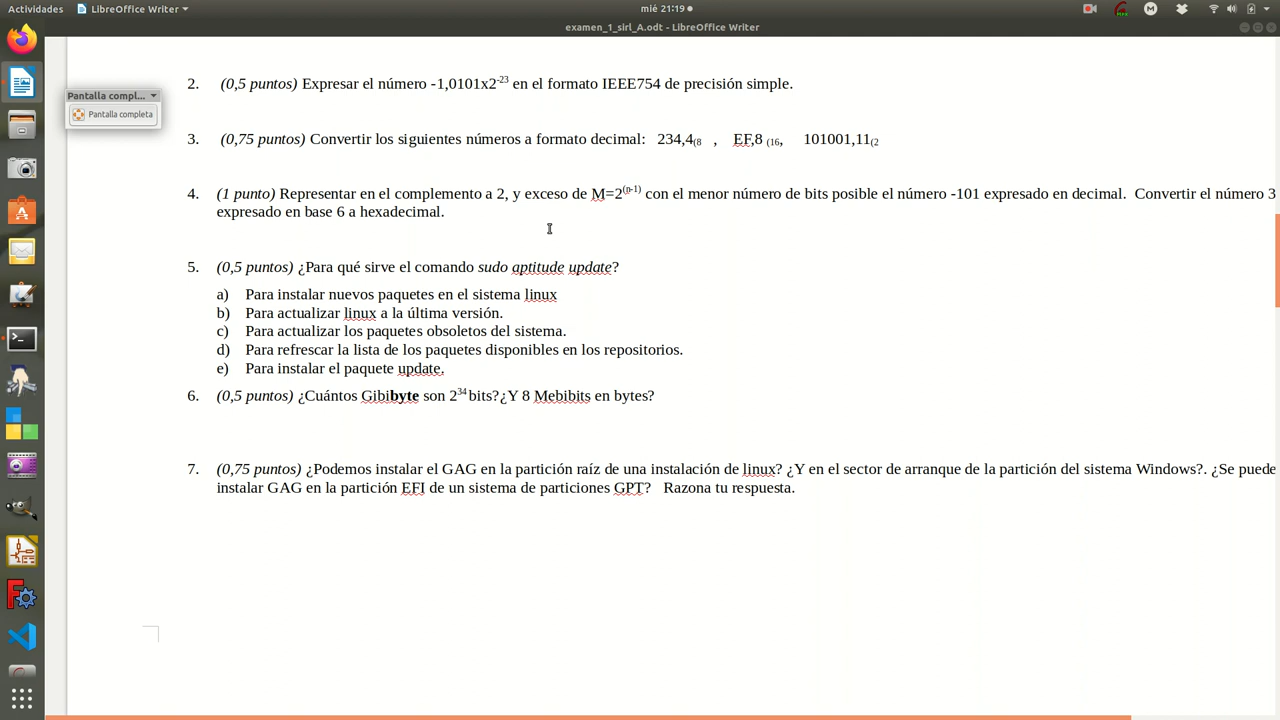 Actividades LibreOffice Writer mié 21:19
examen_1_sirl_A.odt - LibreOffice Writer
2. (0,5 puntos) Expresar el número -1,0101x2-23 en el formato IEEE754 de precisión simple.
Pantalla compl...
Pantalla completa
3. (0,75 puntos) Convertir los siguientes números a formato decimal: 234,4(8 , EF,8 (16, 101001,11(2
4. (1 punto) Representar en el complemento a 2, y exceso de M=2(n-1) con el menor número de bits posible el número -101 expresado en decimal. Convertir el número 3
expresado en base 6 a hexadecimal.
5. (0,5 puntos) ¿Para qué sirve el comando sudo aptitude update?
a) Para instalar nuevos paquetes en el sistema linux
b) Para actualizar linux a la última versión.
c) Para actualizar los paquetes obsoletos del sistema.
d) Para refrescar la lista de los paquetes disponibles en los repositorios.
e) Para instalar el paquete update.
6. (0,5 puntos) ¿Cuántos Gibibyte son 234 bits?¿Y 8 Mebibits en bytes?
7. (0,75 puntos) ¿Podemos instalar el GAG en la partición raíz de una instalación de linux? ¿Y en el sector de arranque de la partición del sistema Windows?. ¿Se puede
instalar GAG en la partición EFI de un sistema de particiones GPT? Razona tu respuesta.